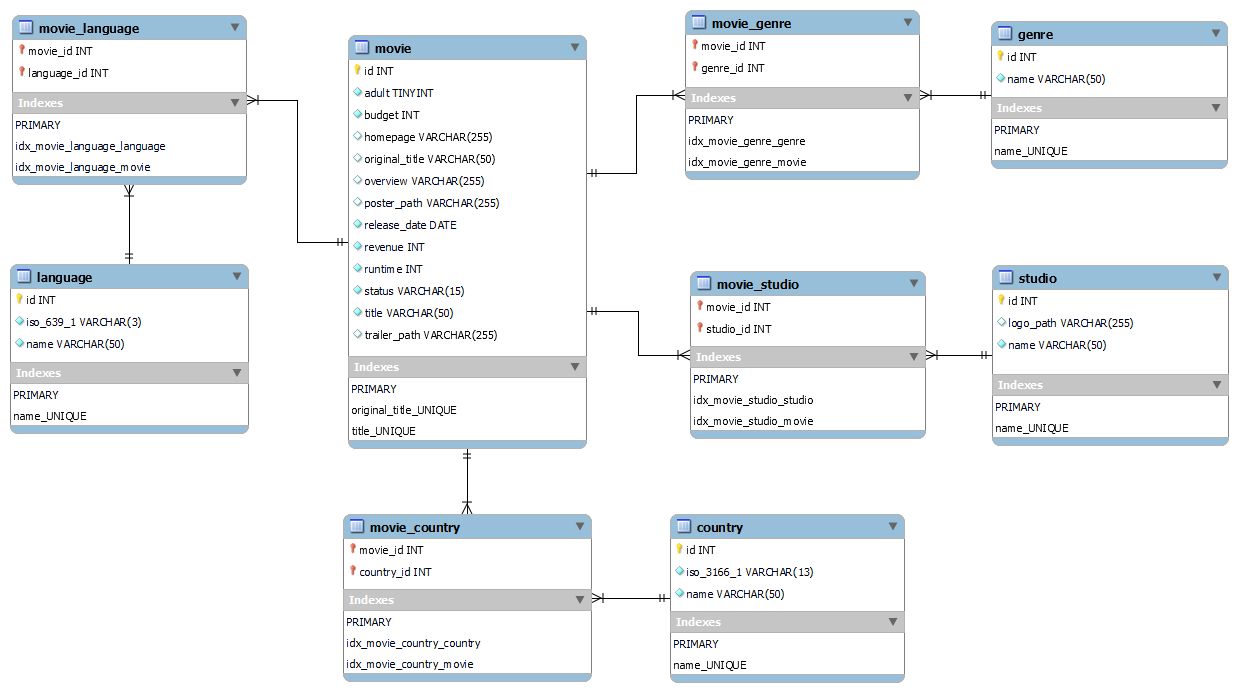 movie_language
movie_id INT
language_id INT
Indexes
PRIMARY
idx_movie_language_language
idx_movie_language_movie
language
id INT
iso_639_1 VARCHAR(3)
name VARCHAR(50)
Indexes
PRIMARY
name_UNIQUE
movie
id INT
adult TINYINT
budget INT
homepage VARCHAR(255)
original_title VARCHAR(50)
overview VARCHAR(255)
poster_path VARCHAR(255)
release_date DATE
revenue INT
runtime INT
status VARCHAR(15)
title VARCHAR(50)
trailer_path VARCHAR(255)
Indexes
PRIMARY
original_title_UNIQUE
title_UNIQUE
movie_genre
movie_id INT
genre_id INT
Indexes
PRIMARY
idx_movie_genre_genre
idx_movie_genre_movie
genre
id INT
name VARCHAR(50)
Indexes
PRIMARY
name_UNIQUE
movie_studio
movie_id INT
studio_id INT
Indexes
PRIMARY
idx_movie_studio_studio
idx_movie_studio_movie
studio
id INT
logo_path VARCHAR(255)
name VARCHAR(50)
Indexes
PRIMARY
name_UNIQUE
movie_country
movie_id INT
country_id INT
Indexes
PRIMARY
idx_movie_country_country
idx_movie_country_movie
country
id INT
iso_3166_1 VARCHAR(13)
name VARCHAR(50)
Indexes
PRIMARY
name_UNIQUE